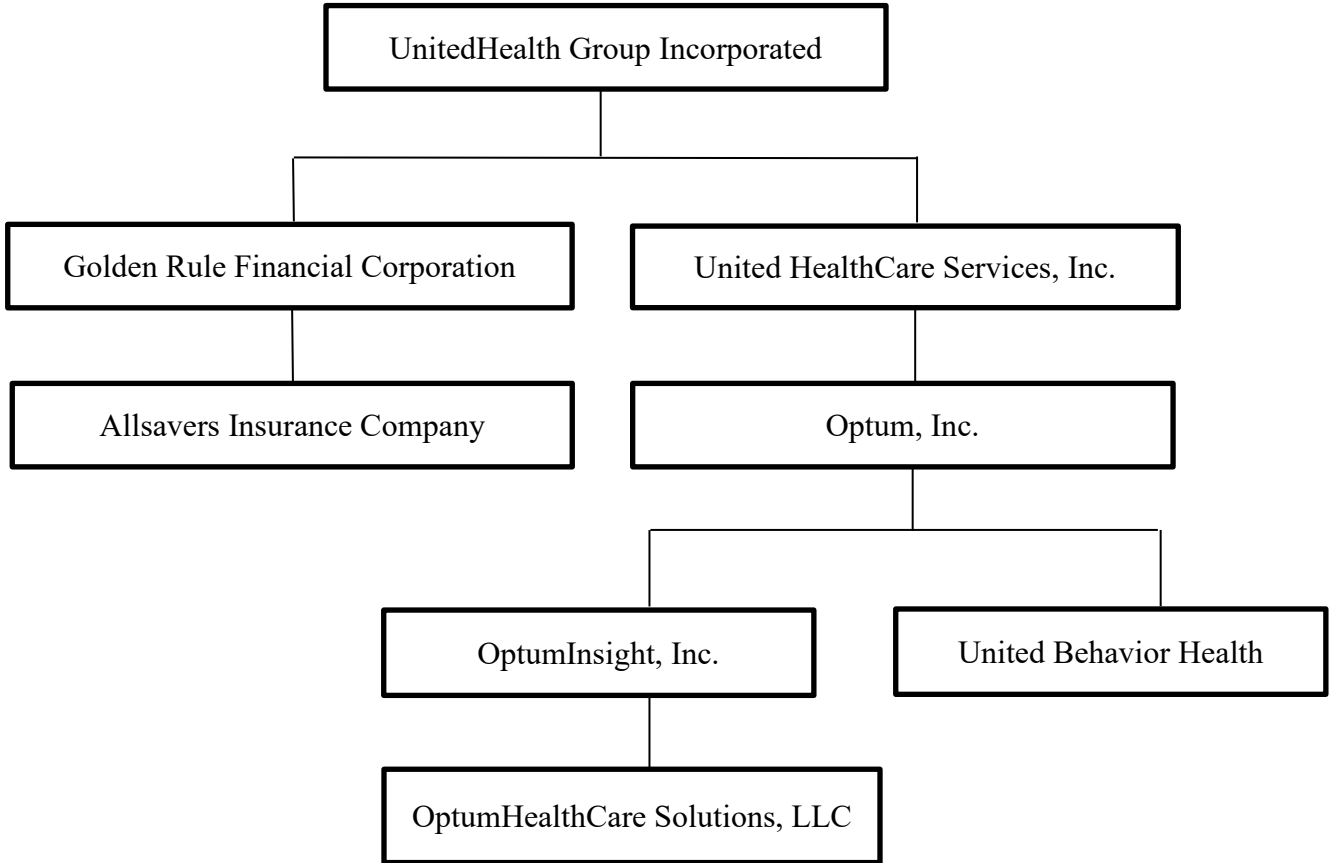 UnitedHealth Group Incorporated
Golden Rule Financial Corporation
United HealthCare Services, Inc.
Allsavers Insurance Company
Optum, Inc.
OptumInsight, Inc.
United Behavior Health
OptumHealthCare Solutions, LLC